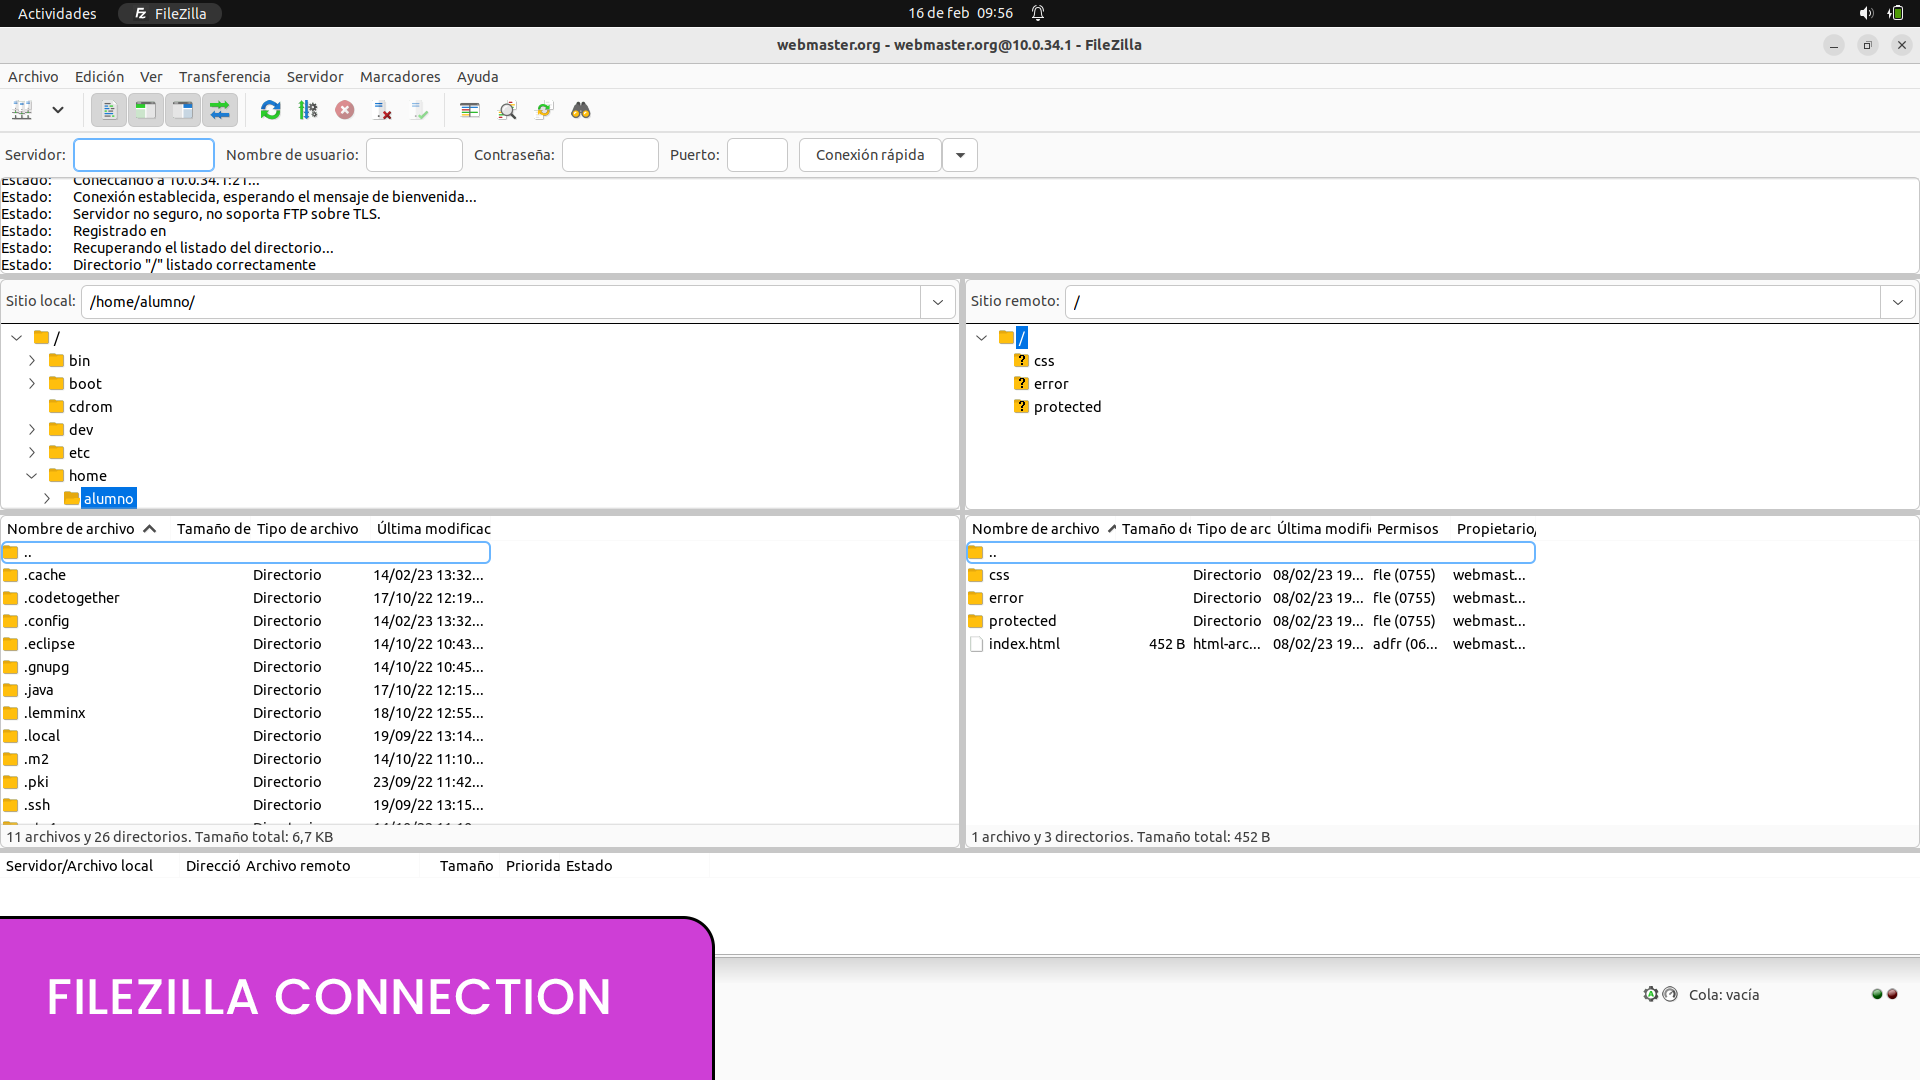 Actividades
FileZilla
16 de feb 09:56
webmaster.org - webmaster.org@10.0.34.1 - FileZilla
Archivo Edición Ver Transferencia Servidor Marcadores Ayuda
Servidor: Nombre de usuario: Contraseña: Puerto: Conexión rápida
Estado: Conectando a 10.0.34.1:21...
Estado: Conexión establecida, esperando el mensaje de bienvenida...
Estado: Servidor no seguro, no soporta FTP sobre TLS.
Estado: Registrado en
Estado: Recuperando el listado del directorio...
Estado: Directorio "/" listado correctamente
Sitio local: /home/alumno/
/
bin
boot
cdrom
dev
etc
home
alumno
Sitio remoto: /
/
css
error
protected
Nombre de archivo Tamaño de Tipo de archivo Última modificac
..
.cache Directorio 14/02/23 13:32...
.codetogether Directorio 17/10/22 12:19...
.config Directorio 14/02/23 13:32...
.eclipse Directorio 14/10/22 10:43...
.gnupg Directorio 14/10/22 10:45...
.java Directorio 17/10/22 12:15...
.lemminx Directorio 18/10/22 12:55...
.local Directorio 19/09/22 13:14...
.m2 Directorio 14/10/22 11:10...
.pki Directorio 23/09/22 11:42...
.ssh Directorio 19/09/22 13:15...
11 archivos y 26 directorios. Tamaño total: 6,7 KB
Nombre de archivo Tamaño de Tipo de arc Última modifi Permisos Propietario/
..
css Directorio 08/02/23 19... fle (0755) webmast...
error Directorio 08/02/23 19... fle (0755) webmast...
protected Directorio 08/02/23 19... fle (0755) webmast...
index.html 452 B html-arc... 08/02/23 19... adfr (06... webmast...
1 archivo y 3 directorios. Tamaño total: 452 B
Servidor/Archivo local Direcció Archivo remoto Tamaño Priorida Estado
FILEZILLA CONNECTION
Cola: vacía